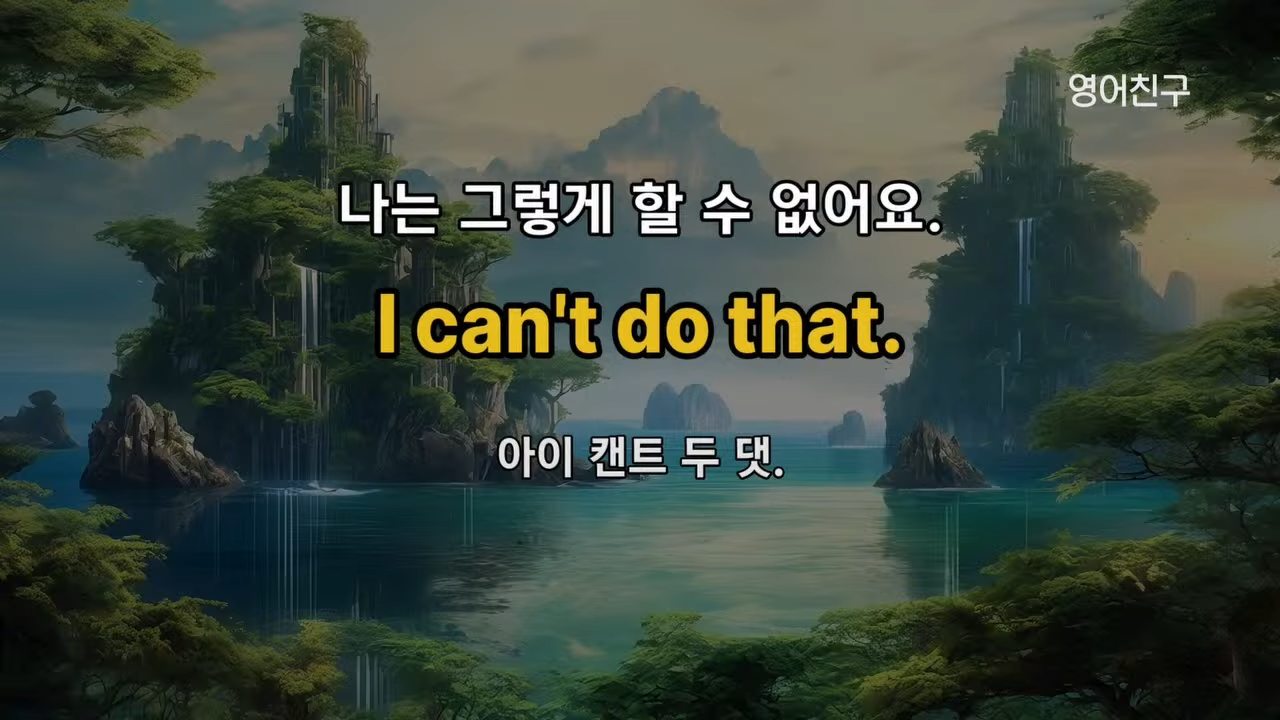 영어친구
나는 그렇게 할 수 없어요.
I can't do that.
아이 캔트 두 댓.